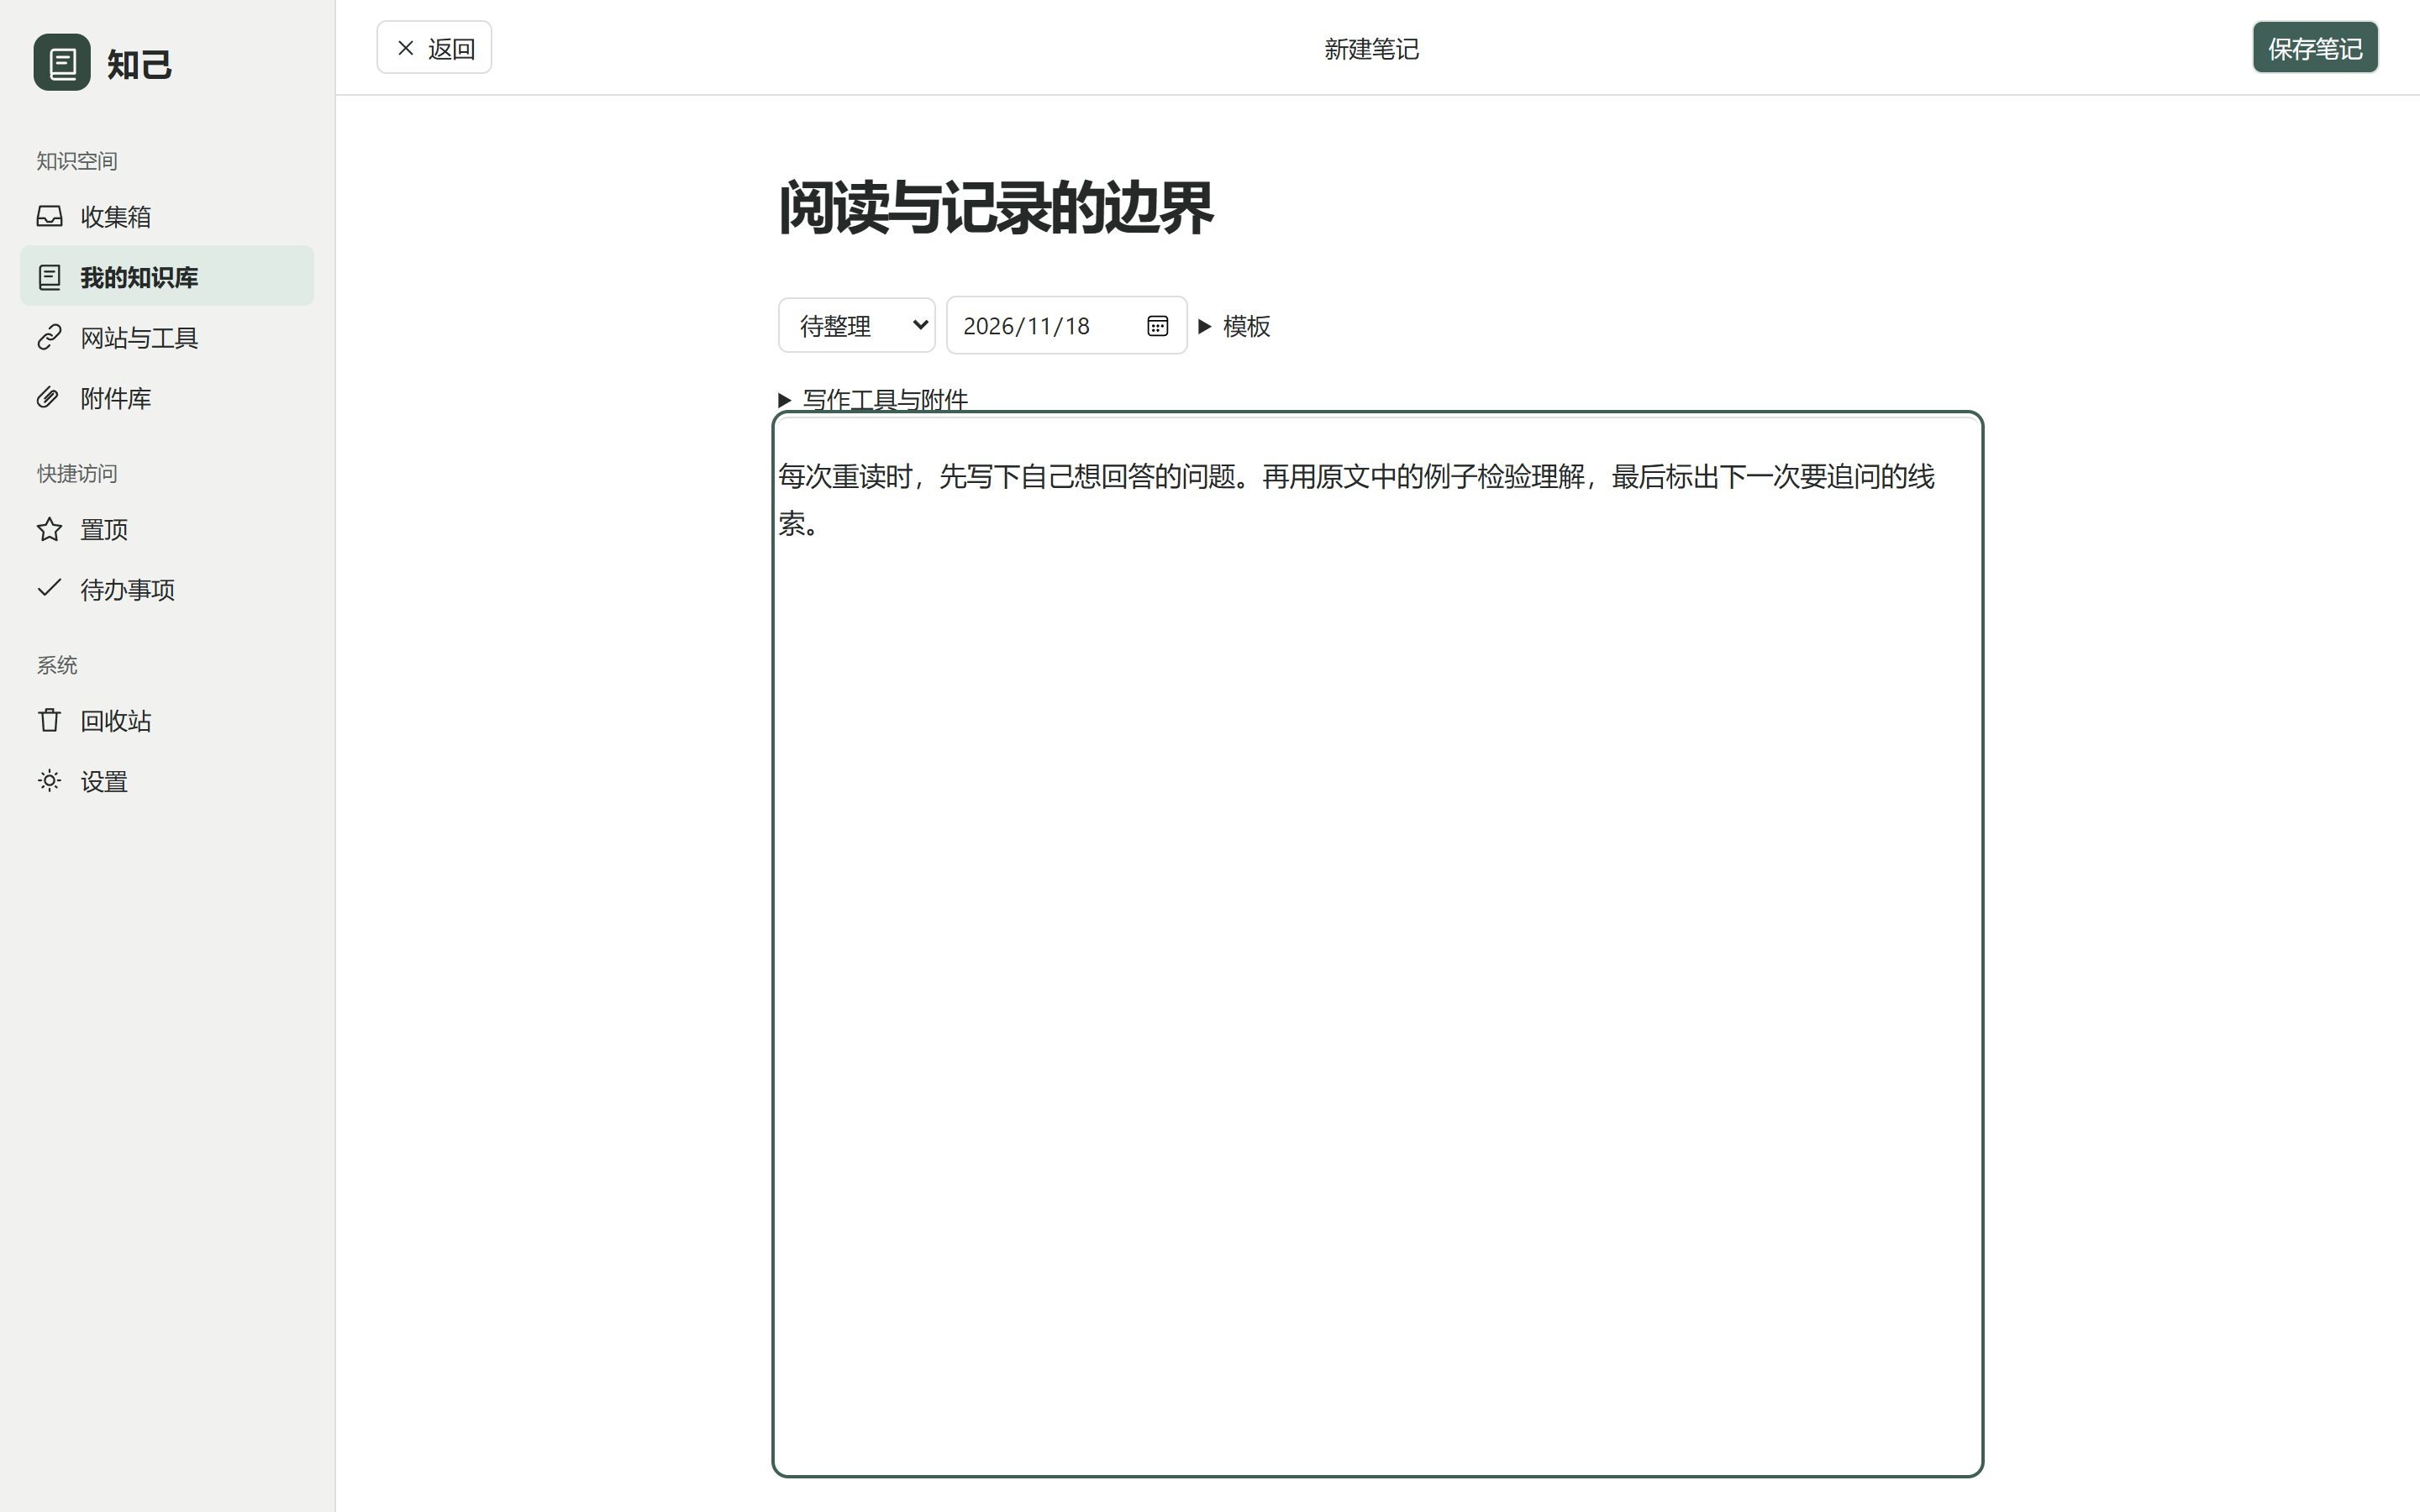 知己
知识空间
收集箱
我的知识库
网站与工具
附件库
快捷访问
置顶
待办事项
系统
回收站
设置
返回
新建笔记
保存笔记
阅读与记录的边界
待整理
2026/11/18
模板
写作工具与附件
每次重读时，先写下自己想回答的问题。再用原文中的例子检验理解，最后标出下一次要追问的线
索。